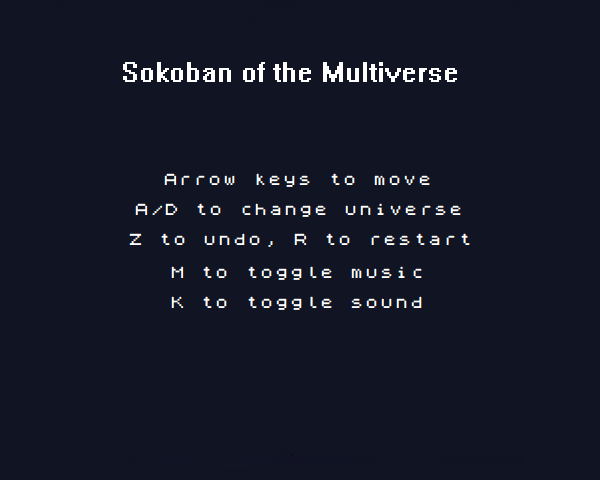 Sokoban of the Multiverse
Arrow keys to move
A/D to change universe
Z to undo, R to restart
M to toggle music
K to toggle sound